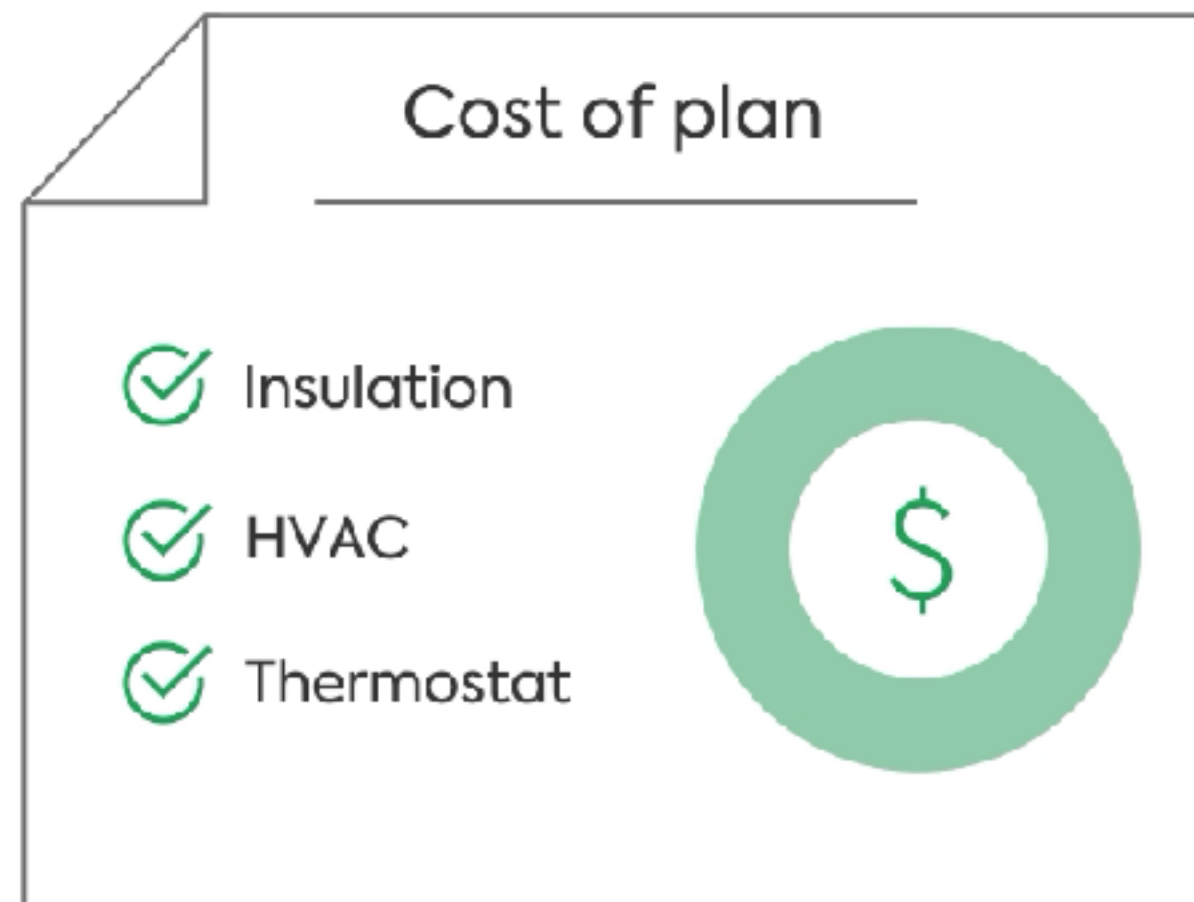 Cost of plan
Insulation
HVAC
Thermostat
$